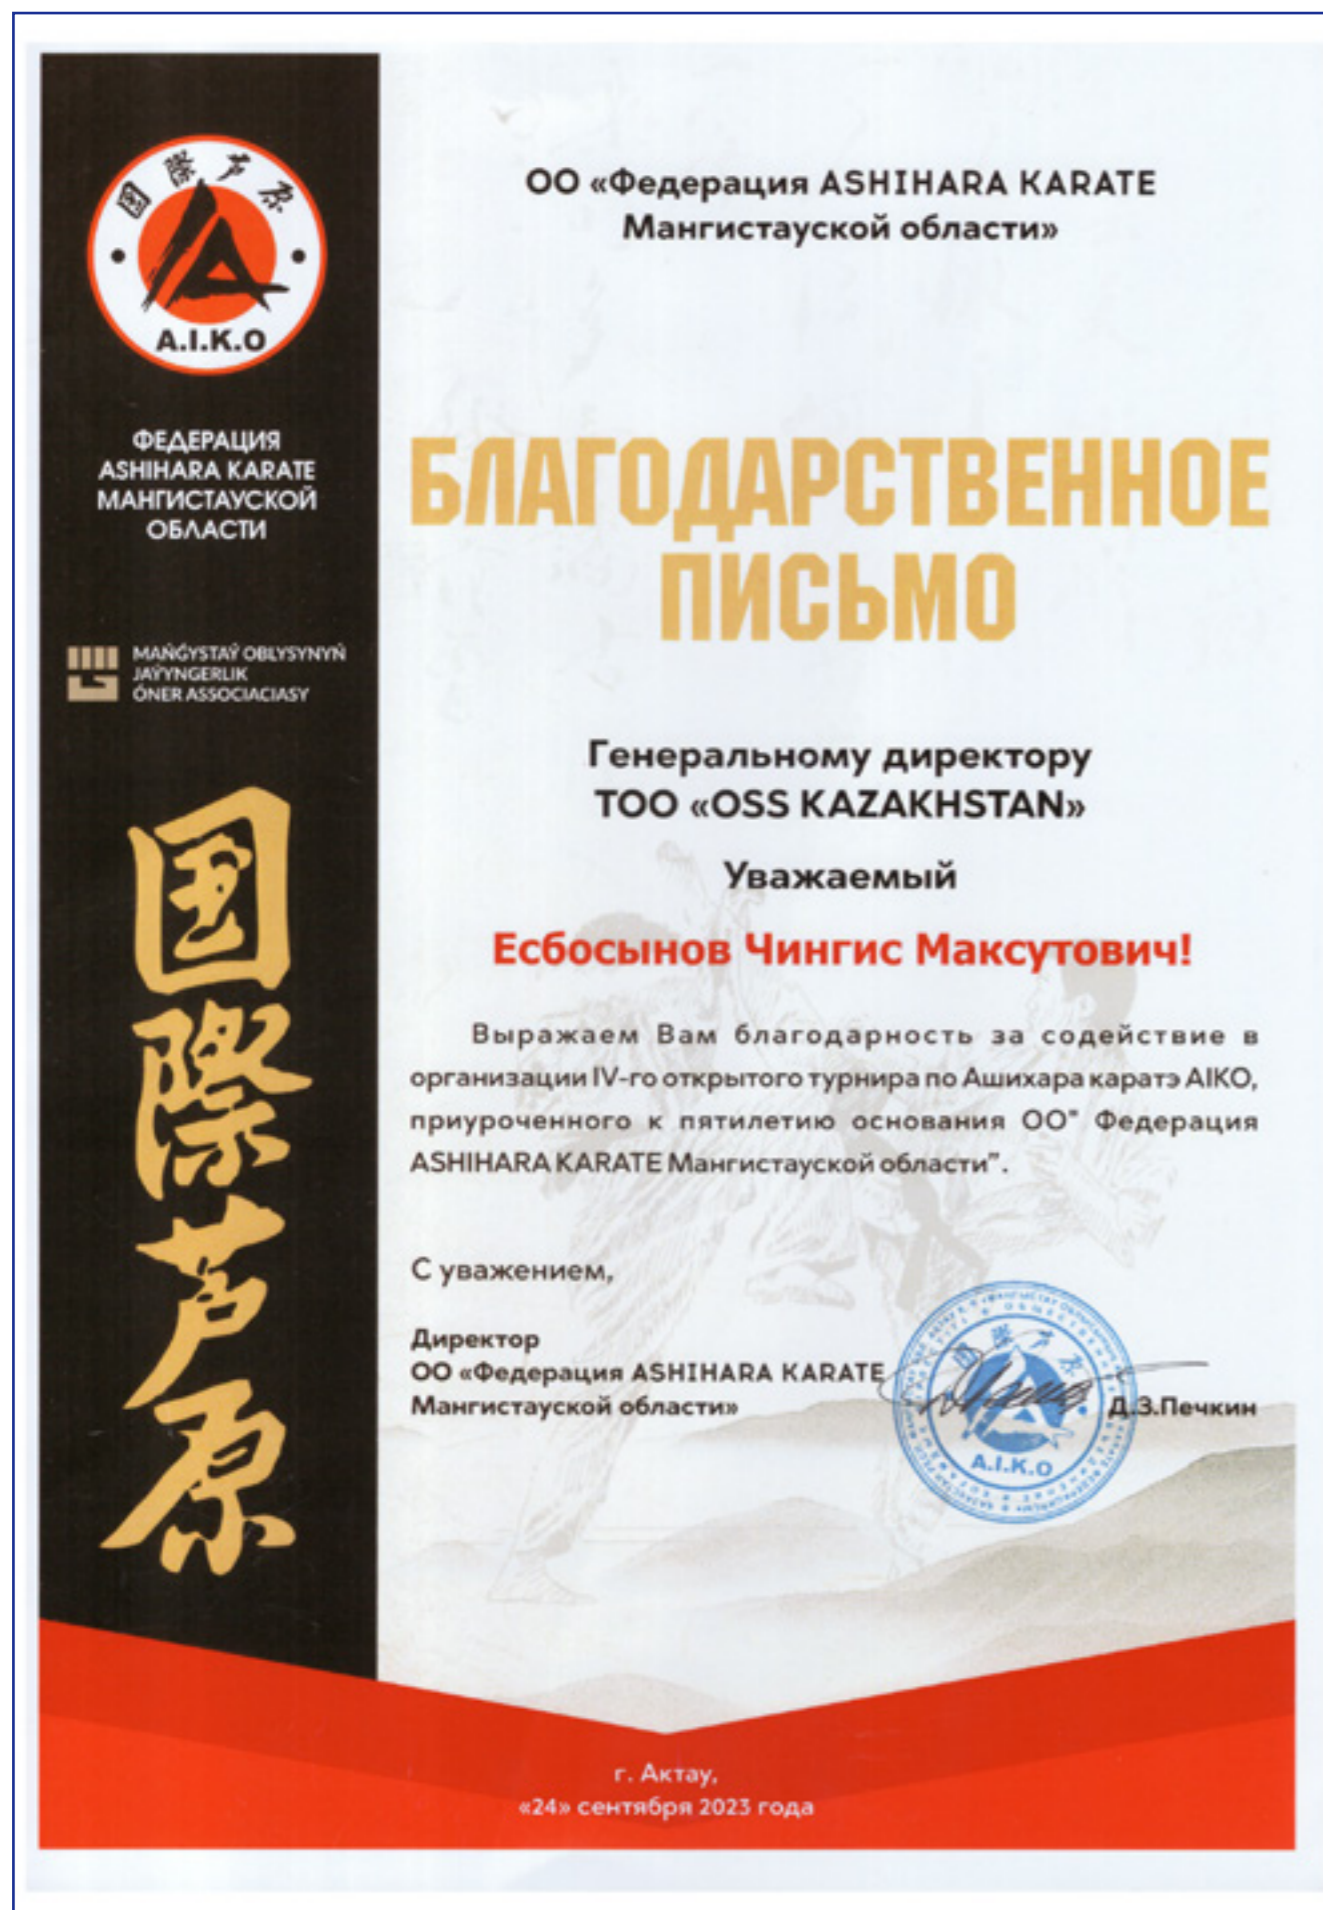 国際芦原
A.I.K.O
ФЕДЕРАЦИЯ
ASHIHARA KARATE
МАНГИСТАУСКОЙ
ОБЛАСТИ
MAŃǴYSTAÝ OBLYSYNYŃ
JAÝYNGERLIK
ÓNER ASSOCIACIASY
国際芦原
ОО «Федерация ASHIHARA KARATE
Мангистауской области»
БЛАГОДАРСТВЕННОЕ
ПИСЬМО
Генеральному директору
ТОО «OSS KAZAKHSTAN»
Уважаемый
Есбосынов Чингис Максутович!
Выражаем Вам благодарность за содействие в
организации IV-го открытого турнира по Ашихара каратэ AIKO,
приуроченного к пятилетию основания ОО" Федерация
ASHIHARA KARATE Мангистауской области”.
С уважением,
Директор
ОО «Федерация ASHIHARA KARATE
Мангистауской области»
Д.З.Печкин
A.I.K.O
г. Актау,
«24» сентября 2023 года